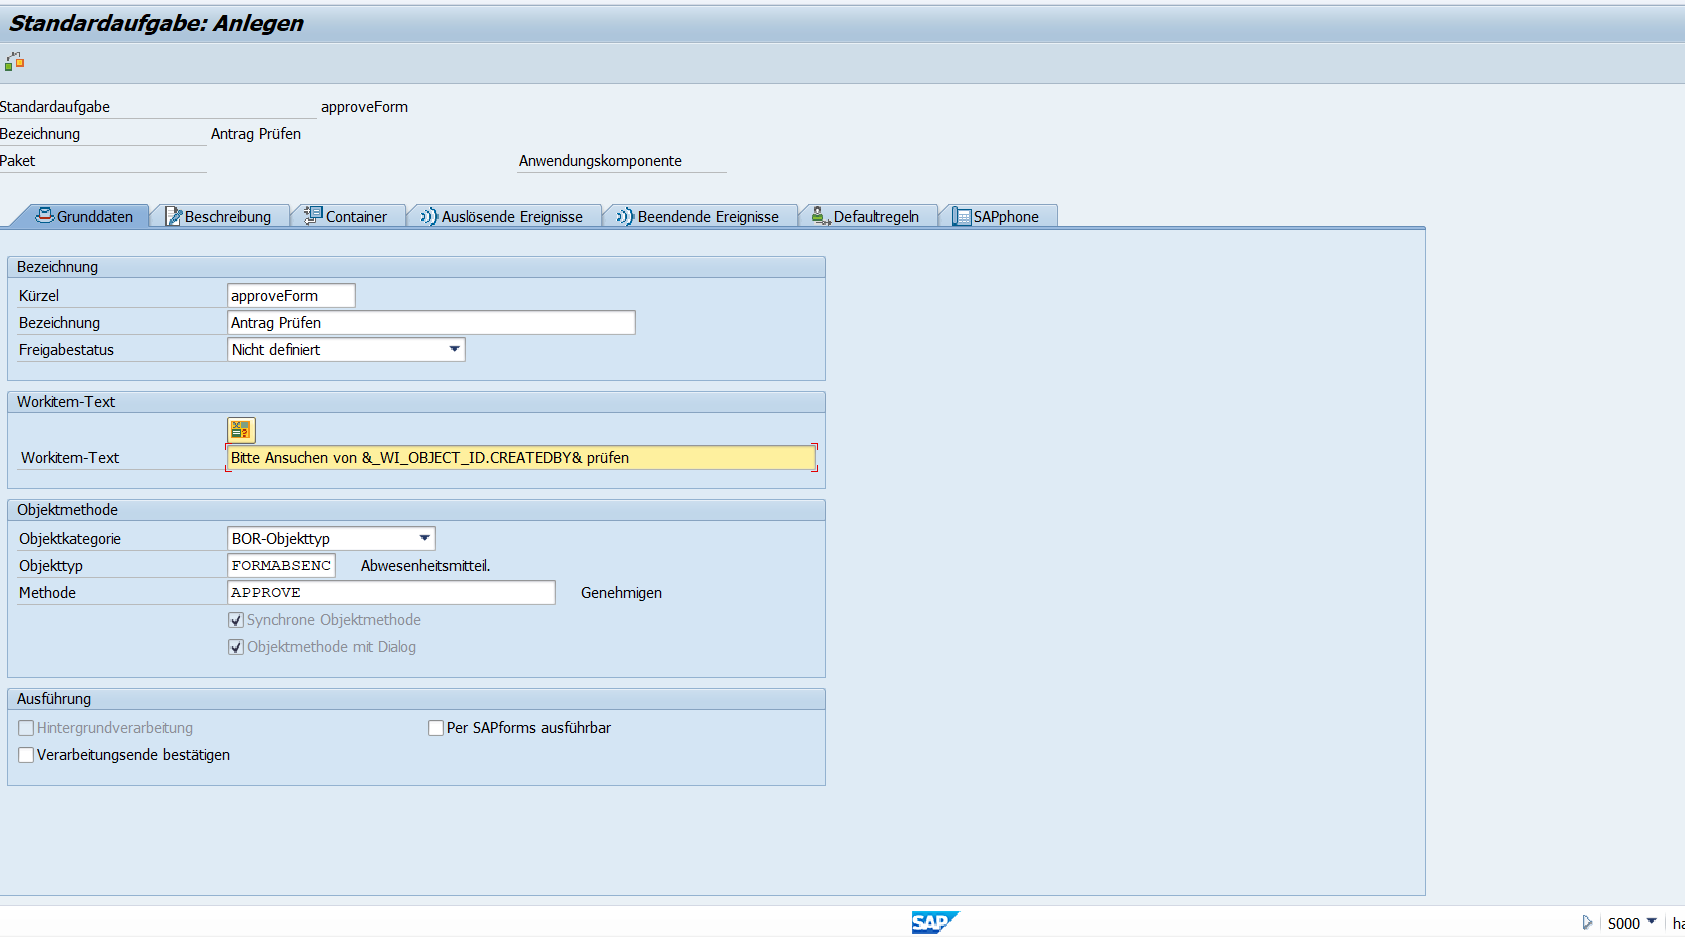 Standardaufgabe: Anlegen
Standardaufgabe approveForm
Bezeichnung Antrag Prüfen
Paket Anwendungskomponente
Grunddaten Beschreibung Container Auslösende Ereignisse Beendende Ereignisse Defaultregeln SAPphone
Bezeichnung
Kürzel approveForm
Bezeichnung Antrag Prüfen
Freigabestatus Nicht definiert
Workitem-Text
Workitem-Text Bitte Ansuchen von &_WI_OBJECT_ID.CREATEDBY& prüfen
Objektmethode
Objektkategorie BOR-Objekttyp
Objekttyp FORMABSENC Abwesenheitsmitteil.
Methode APPROVE Genehmigen
Synchrone Objektmethode
Objektmethode mit Dialog
Ausführung
Hintergrundverarbeitung Per SAPforms ausführbar
Verarbeitungsende bestätigen
SAP S000 ha